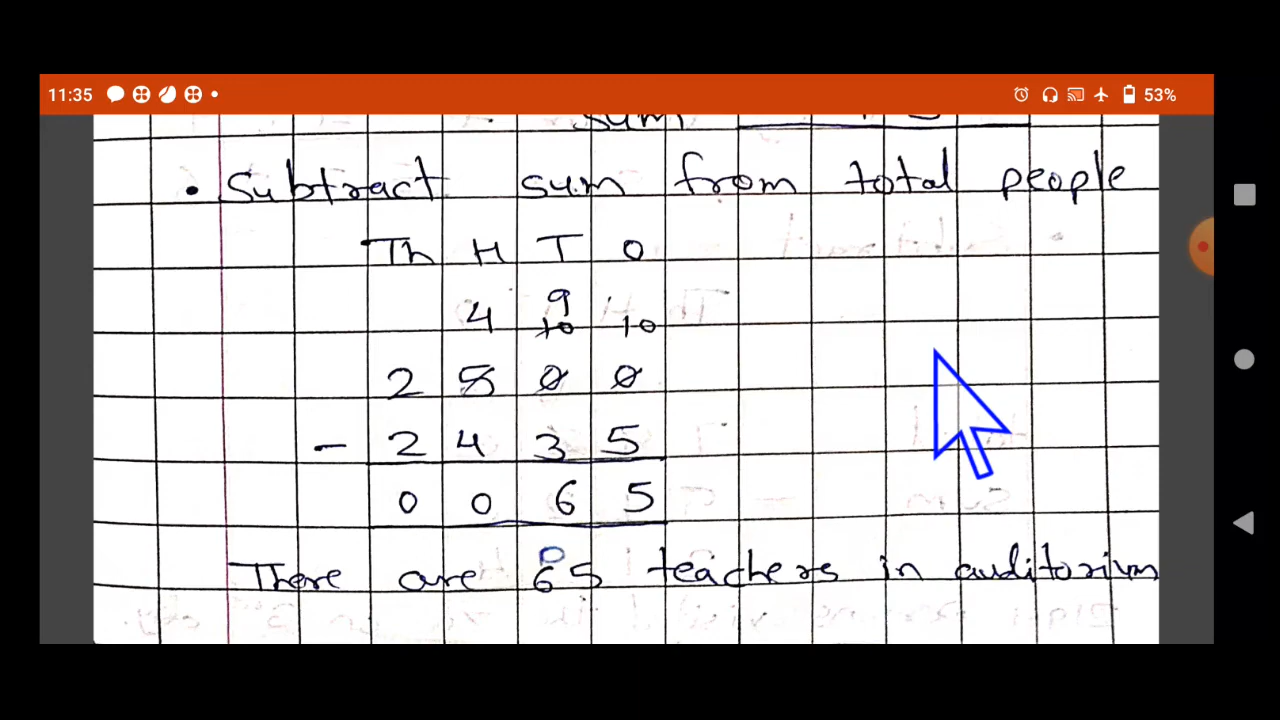 11:35 53%
sum
• Subtract sum from total people
Th H T O
4 9
10 10
2 5 0 0
- 2 4 3 5
0 0 6 5
There are 65 teachers in auditorium